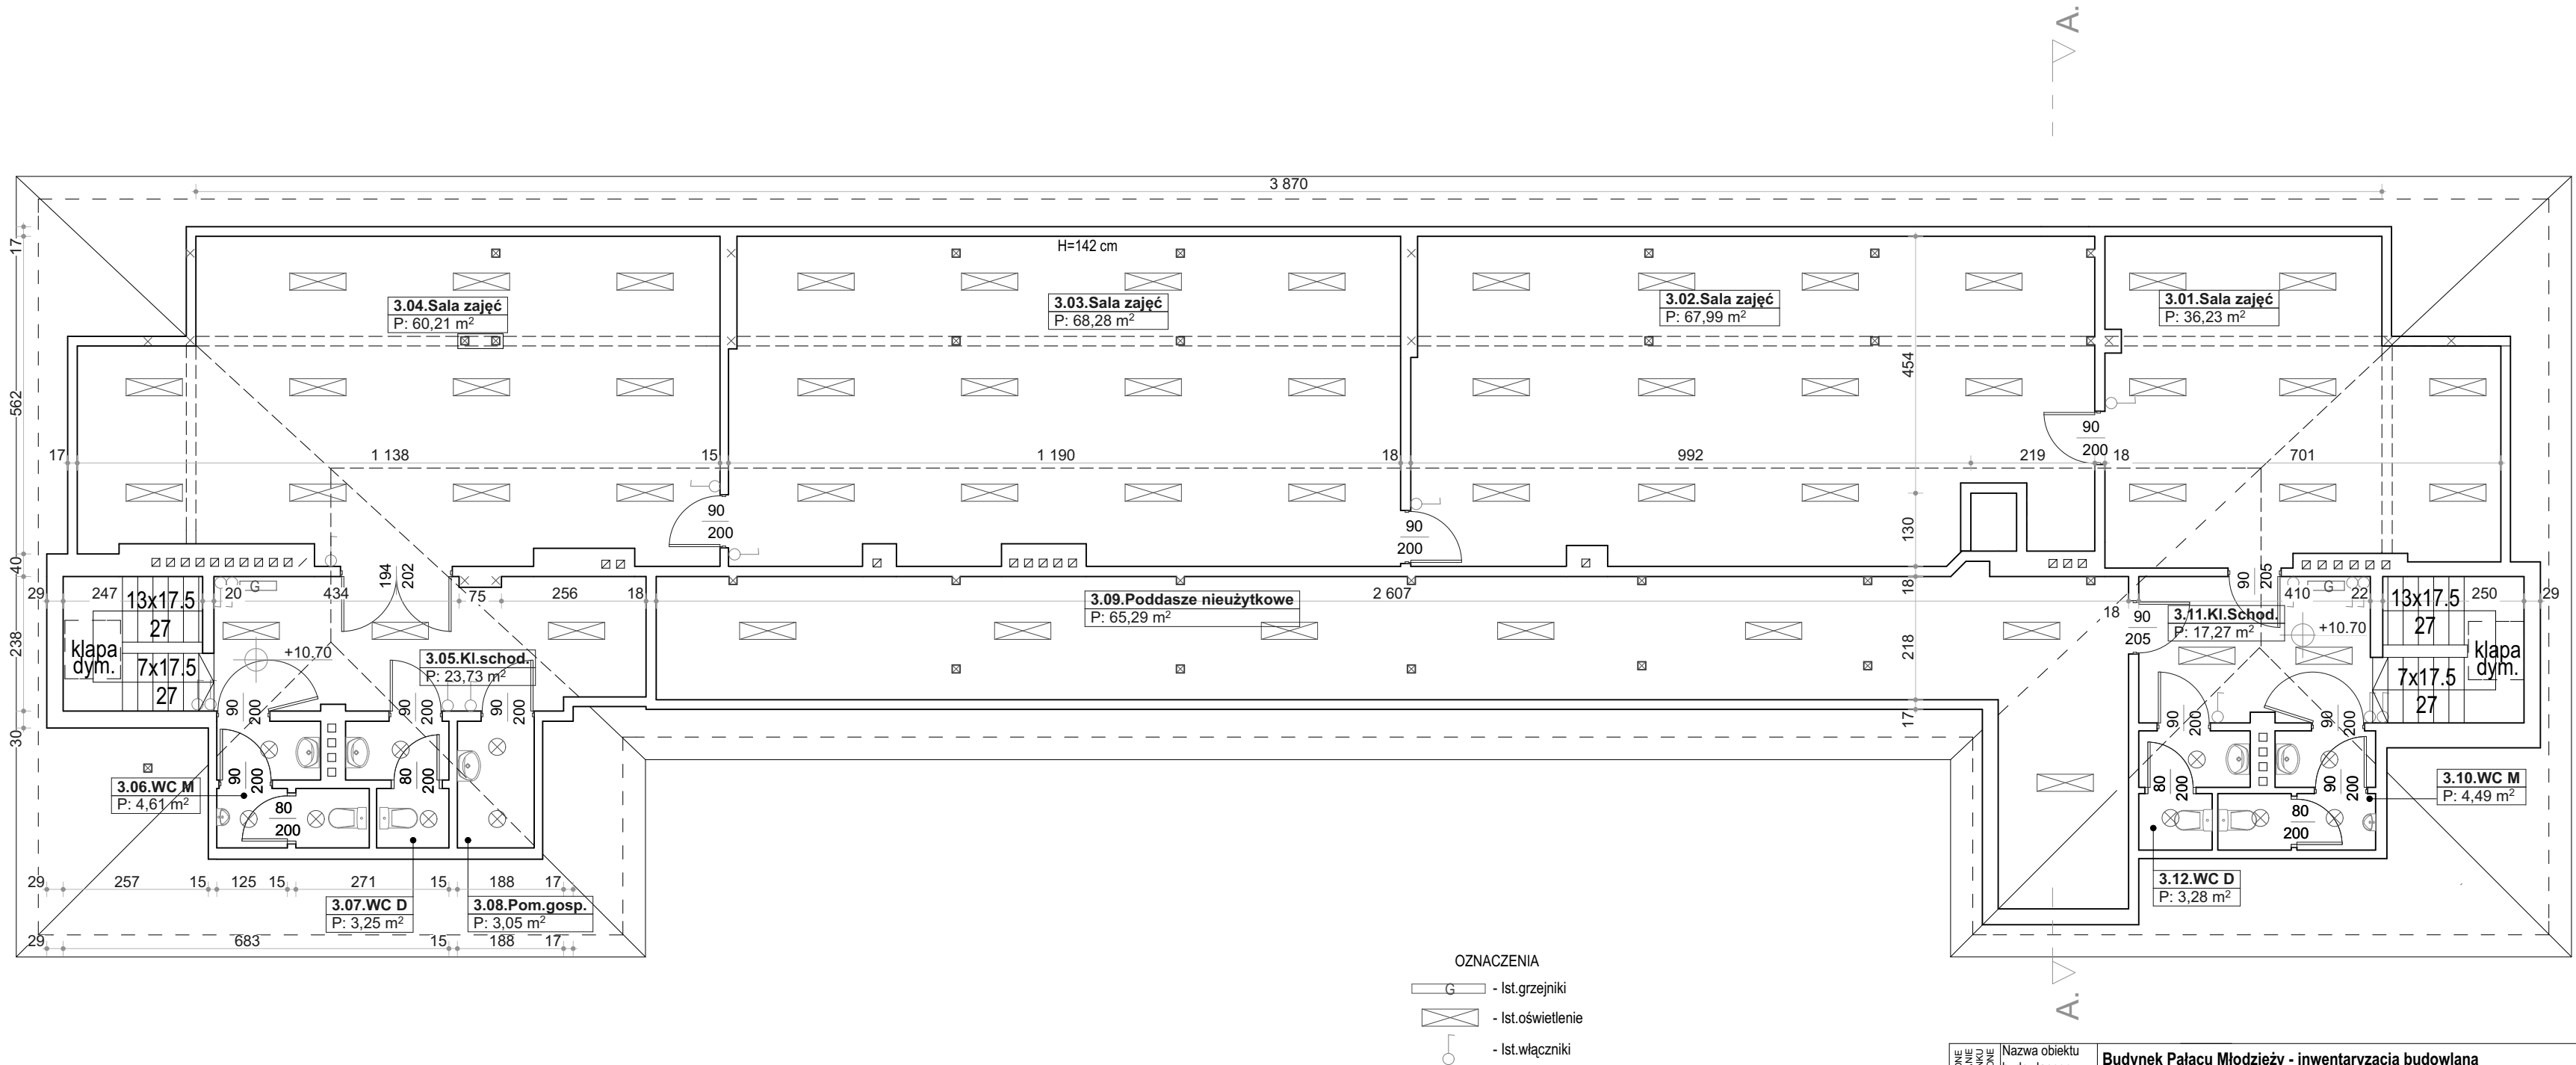 A.
3 870
17
H=142 cm
3.04.Sala zajęć
P: 60,21 m²
3.03.Sala zajęć
P: 68,28 m²
3.02.Sala zajęć
P: 67,99 m²
3.01.Sala zajęć
P: 36,23 m²
454
562
90
200
17
1 138
15
1 190
18
992
219
18
701
90
200
90
200
130
40
194
202
90
205
29
247
20
434
75
256
18
2 607
18
18
410
22
250
29
13x17.5
27
7x17.5
27
klapa
dym.
G
+10.70
3.05.Kl.schod.
P: 23,73 m²
3.09.Poddasze nieużytkowe
P: 65,29 m²
90
205
3.11.Kl.Schod.
P: 17,27 m²
G
+10.70
13x17.5
27
7x17.5
27
klapa
dym.
238
218
30
17
90
200
90
200
90
200
90
200
90
200
90
200
80
200
80
200
90
200
3.06.WC M
P: 4,61 m²
80
200
80
200
3.10.WC M
P: 4,49 m²
29
257
15
125
15
271
15
188
17
3.07.WC D
P: 3,25 m²
3.08.Pom.gosp.
P: 3,05 m²
3.12.WC D
P: 3,28 m²
29
683
15
188
17
OZNACZENIA
G - Ist.grzejniki
- Ist.oświetlenie
- Ist.włączniki
A.
Nazwa obiektu
Budynek Pałacu Młodzieży - inwentaryzacja budowlana